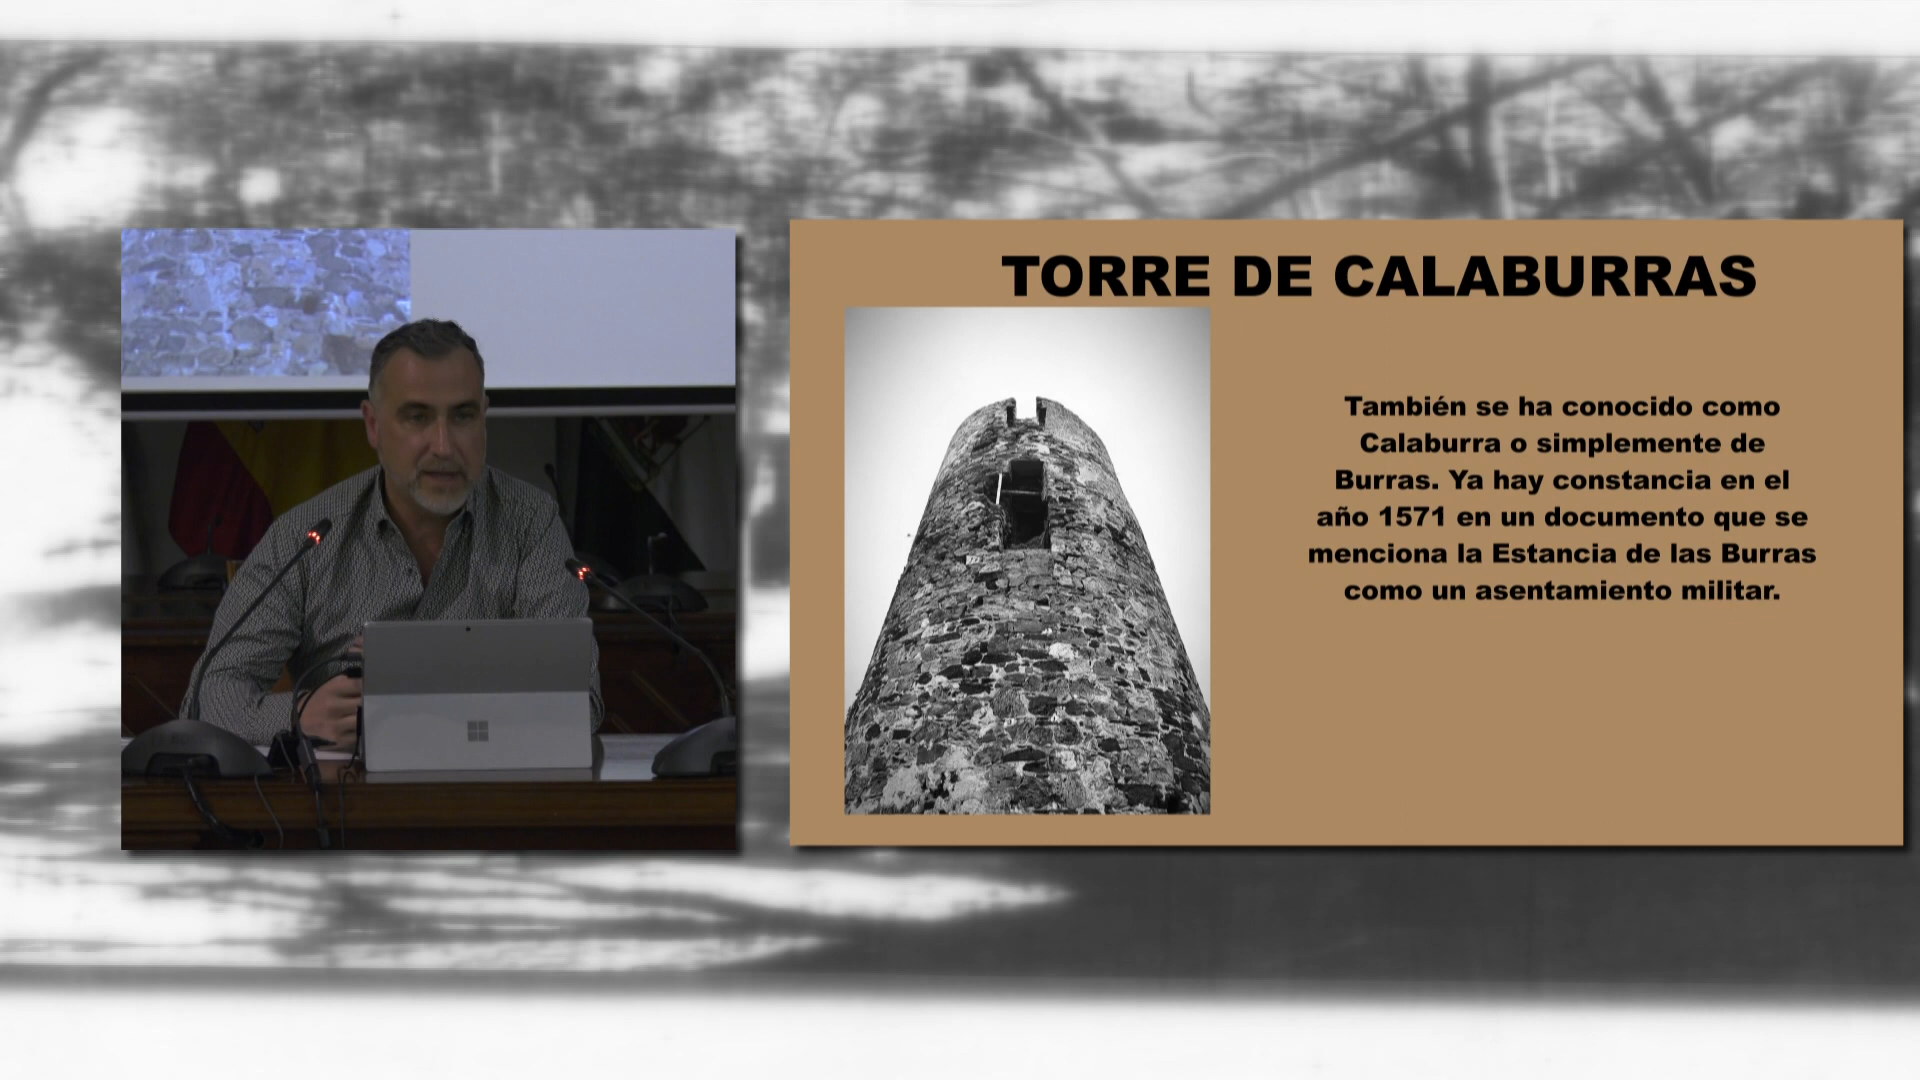 TORRE DE CALABURRAS
También se ha conocido como
Calaburra o simplemente de
Burras. Ya hay constancia en el
año 1571 en un documento que se
menciona la Estancia de las Burras
como un asentamiento militar.